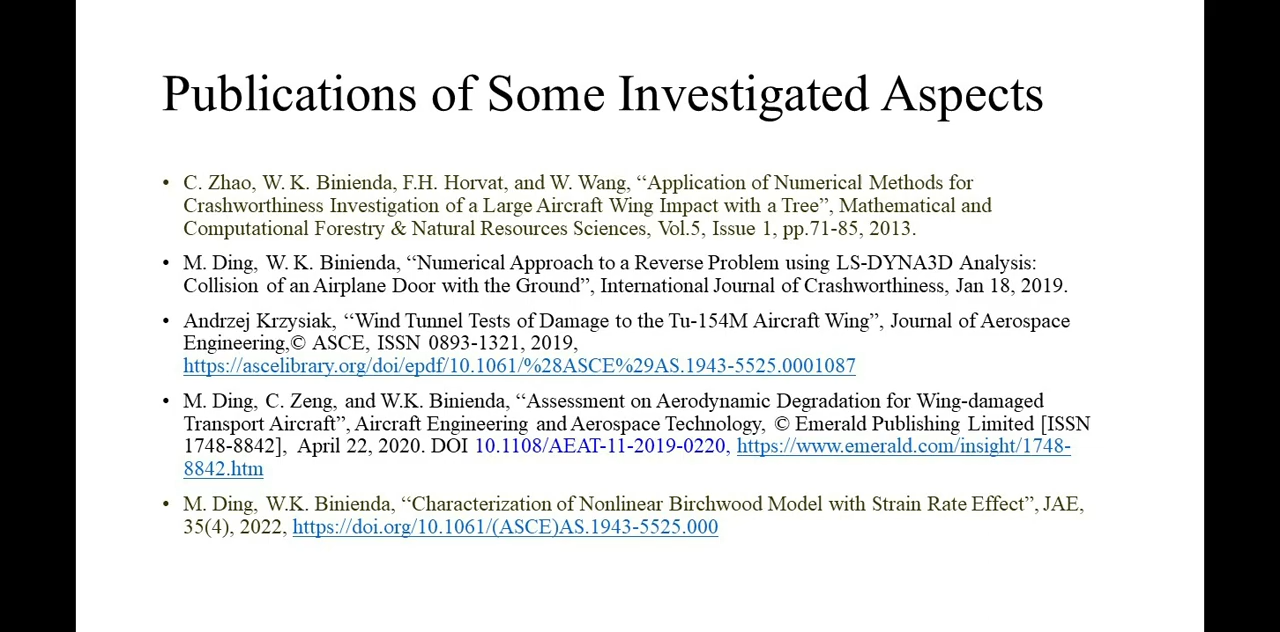 Publications of Some Investigated Aspects
• C. Zhao, W. K. Binienda, F.H. Horvat, and W. Wang, “Application of Numerical Methods for
Crashworthiness Investigation of a Large Aircraft Wing Impact with a Tree”, Mathematical and
Computational Forestry & Natural Resources Sciences, Vol.5, Issue 1, pp.71-85, 2013.
• M. Ding, W. K. Binienda, “Numerical Approach to a Reverse Problem using LS-DYNA3D Analysis:
Collision of an Airplane Door with the Ground”, International Journal of Crashworthiness, Jan 18, 2019.
• Andrzej Krzysiak, “Wind Tunnel Tests of Damage to the Tu-154M Aircraft Wing”, Journal of Aerospace
Engineering,© ASCE, ISSN 0893-1321, 2019,
https://ascelibrary.org/doi/epdf/10.1061/%28ASCE%29AS.1943-5525.0001087
• M. Ding, C. Zeng, and W.K. Binienda, “Assessment on Aerodynamic Degradation for Wing-damaged
Transport Aircraft”, Aircraft Engineering and Aerospace Technology, © Emerald Publishing Limited [ISSN
1748-8842], April 22, 2020. DOI 10.1108/AEAT-11-2019-0220, https://www.emerald.com/insight/1748-
8842.htm
• M. Ding, W.K. Binienda, “Characterization of Nonlinear Birchwood Model with Strain Rate Effect”, JAE,
35(4), 2022, https://doi.org/10.1061/(ASCE)AS.1943-5525.000